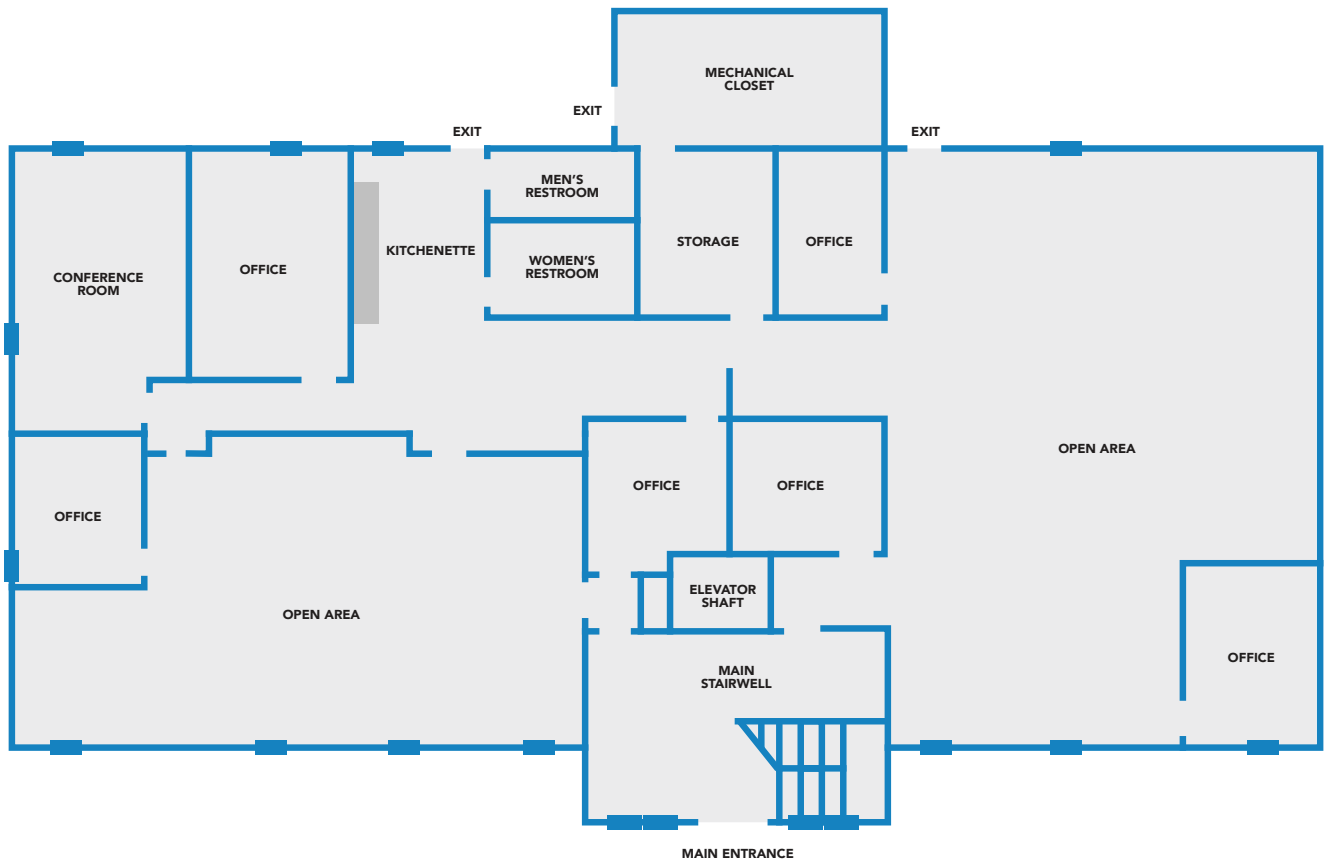 MECHANICAL
CLOSET
EXIT
EXIT
EXIT
MEN'S
RESTROOM
KITCHENETTE
STORAGE
OFFICE
OFFICE
WOMEN'S
RESTROOM
CONFERENCE
ROOM
OPEN AREA
OFFICE
OFFICE
OFFICE
ELEVATOR
SHAFT
OPEN AREA
OFFICE
MAIN
STAIRWELL
MAIN ENTRANCE